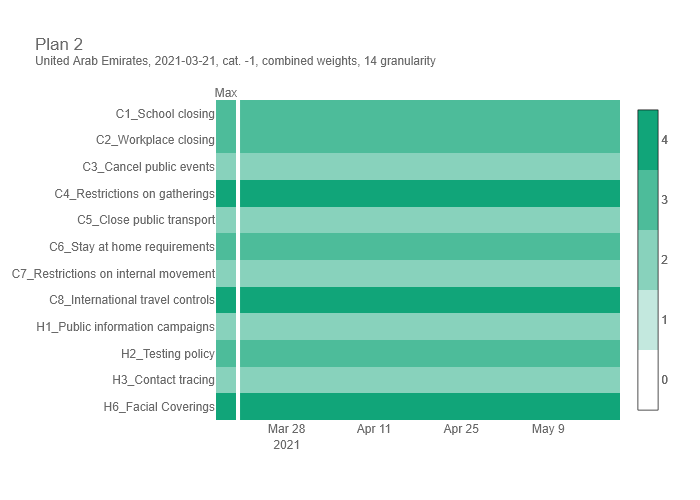 Plan 2
United Arab Emirates, 2021-03-21, cat. -1, combined weights, 14 granularity
Max
C1_School closing
C2_Workplace closing
C3_Cancel public events
C4_Restrictions on gatherings
C5_Close public transport
C6_Stay at home requirements
C7_Restrictions on internal movement
C8_International travel controls
H1_Public information campaigns
H2_Testing policy
H3_Contact tracing
H6_Facial Coverings
Mar 28 Apr 11 Apr 25 May 9
2021
4
3
2
1
0